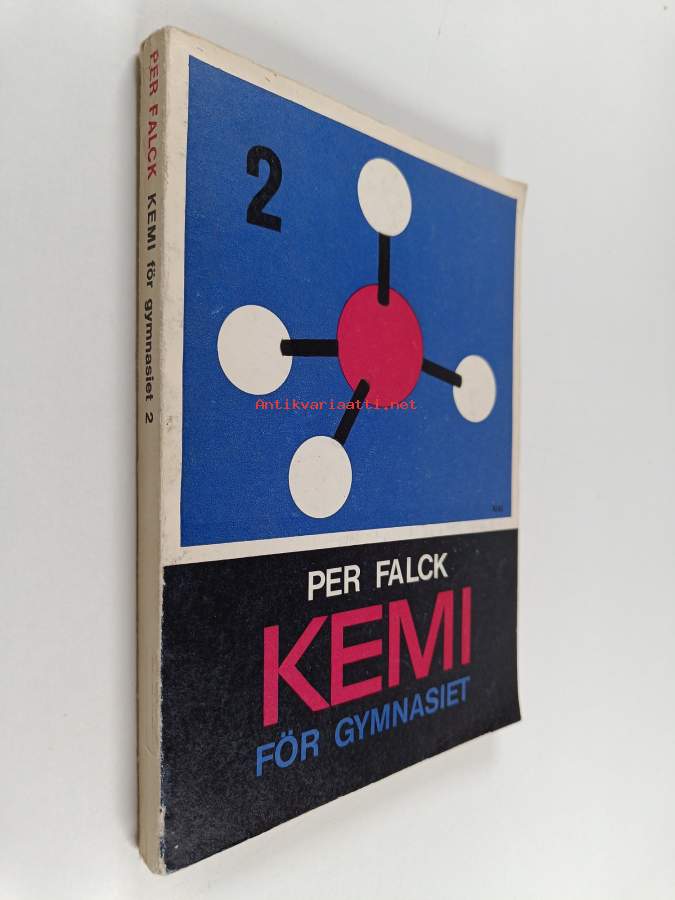 PER FALCK KEMI för gymnasiet 2
2
Antikvariaatti.net
PER FALCK
KEMI
FÖR GYMNASIET